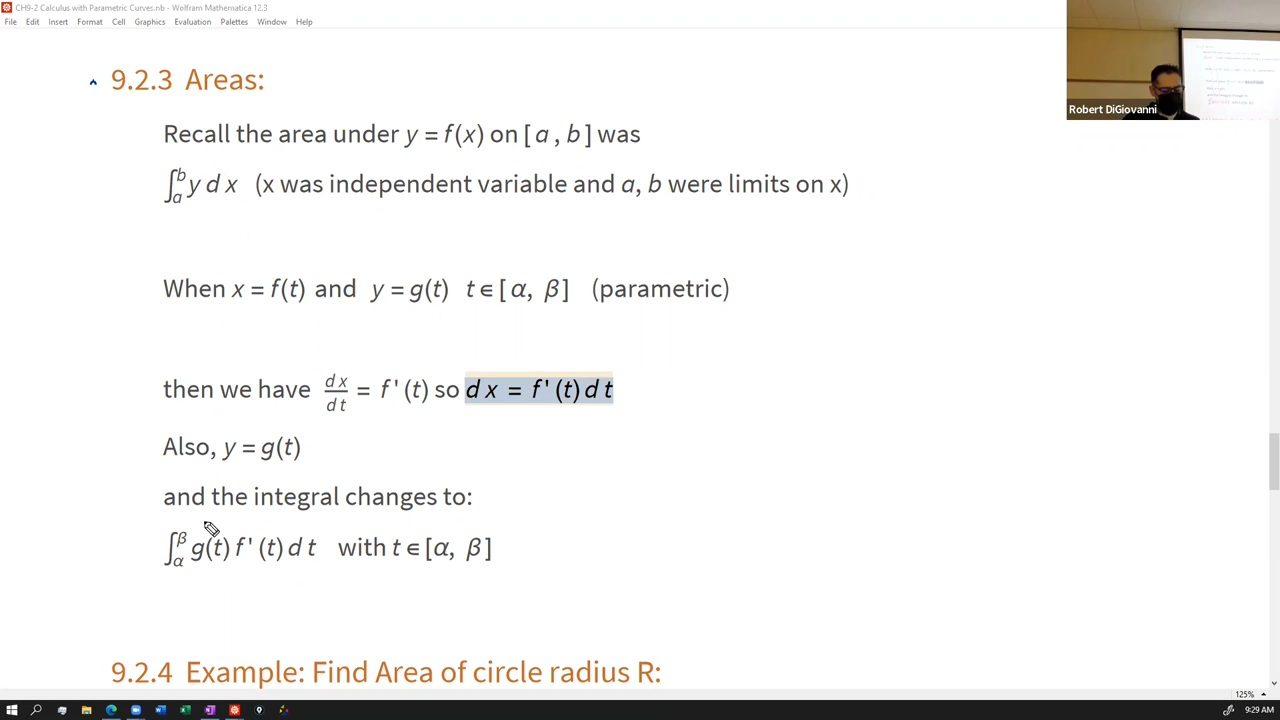 CH9-2 Calculus with Parametric Curves.nb - Wolfram Mathematica 12.3
File Edit Insert Format Cell Graphics Evaluation Palettes Window Help
9.2.3 Areas:
Recall the area under y = f(x) on [a, b] was
∫ₐᵇ y d x (x was independent variable and a, b were limits on x)
When x = f(t) and y = g(t) t ∈ [α, β] (parametric)
then we have dx/dt = f'(t) so d x = f'(t) d t
Also, y = g(t)
and the integral changes to:
∫_α^β g(t) f'(t) d t with t ∈ [α, β]
9.2.4 Example: Find Area of circle radius R:
Robert DiGiovanni
125%
9:29 AM